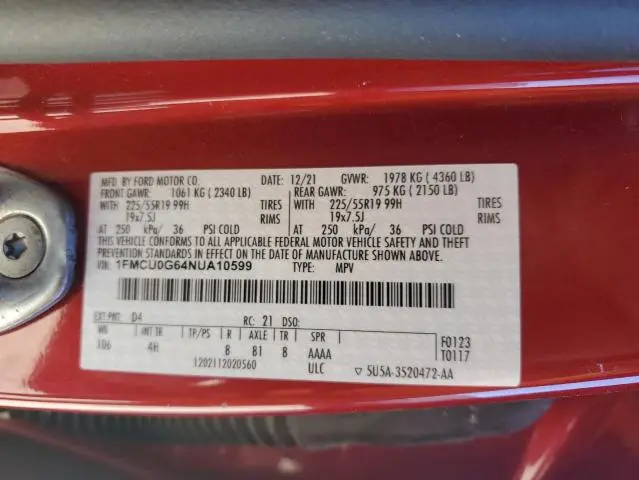 MFD. BY FORD MOTOR CO. DATE: 12/21 GVWR: 1978 KG ( 4360 LB)
FRONT GAWR: 1061 KG ( 2340 LB) REAR GAWR: 975 KG ( 2150 LB)
WITH 225/55R19 99H TIRES WITH 225/55R19 99H TIRES
19x7.5J RIMS 19x7.5J RIMS
AT 250 kPa/ 36 PSI COLD AT 250 kPa/ 36 PSI COLD
THIS VEHICLE CONFORMS TO ALL APPLICABLE FEDERAL MOTOR VEHICLE SAFETY AND THEFT
PREVENTION STANDARDS IN EFFECT ON THE DATE OF MANUFACTURE SHOWN ABOVE.
VIN: 1FMCU0G64NUA10599 TYPE: MPV
EXT PNT: D4 RC: 21 DSO:
WB INT TR TP/PS R AXLE TR SPR
106 4H B B1 8 AAAA
1202112020560 ULC
F0123
T0117
▽ 5U5A-3520472-AA